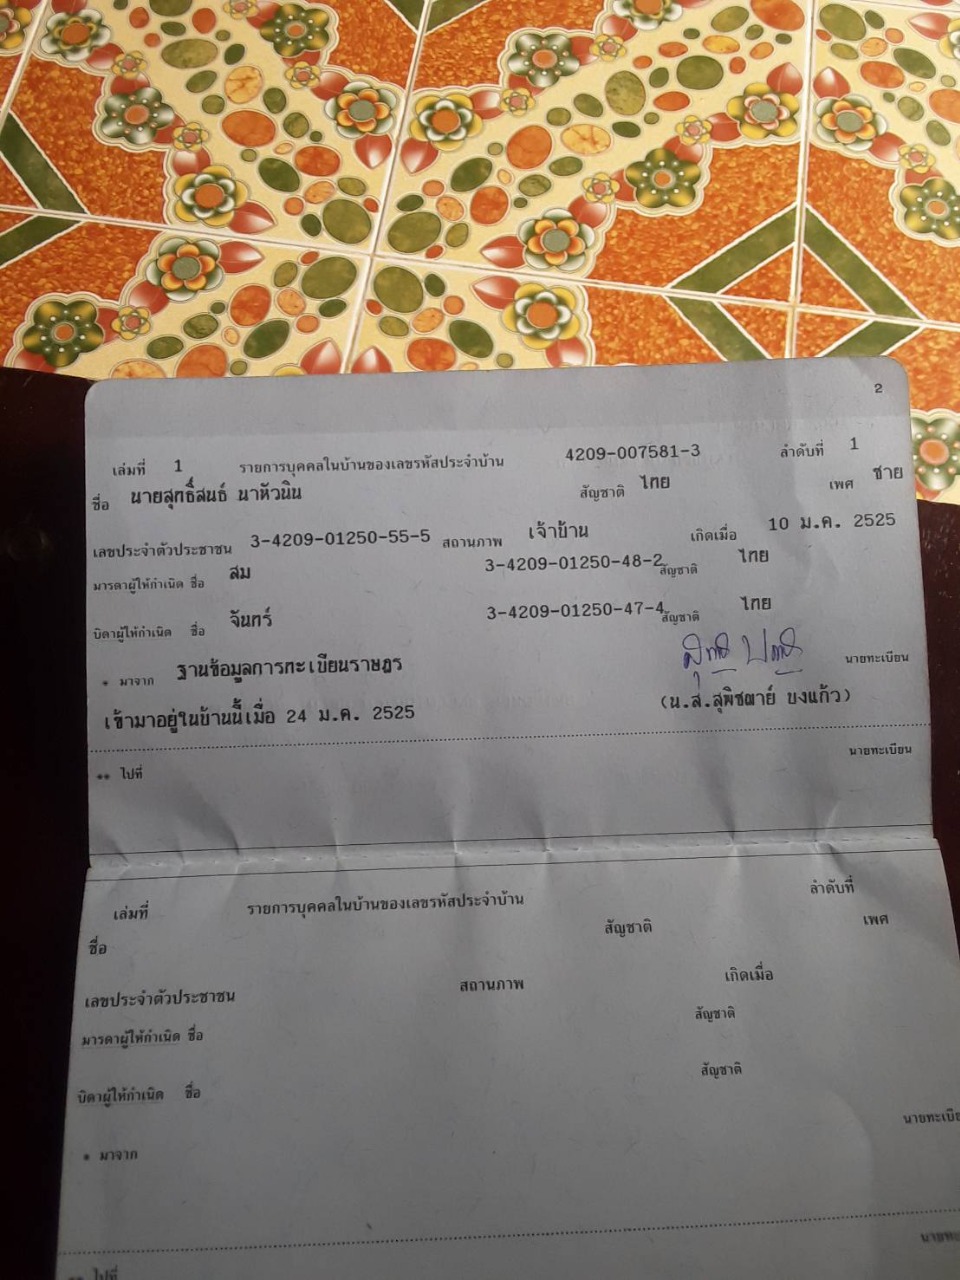 2
เล่มที่ 1 รายการบุคคลในบ้านของเลขรหัสประจำบ้าน 4209-007581-3 ลำดับที่ 1
ชื่อ นายสุทธิ์สนธ์ นาหัวนิน สัญชาติ ไทย เพศ ชาย
เลขประจำตัวประชาชน 3-4209-01250-55-5 สถานภาพ เจ้าบ้าน เกิดเมื่อ 10 ม.ค. 2525
มารดาผู้ให้กำเนิด ชื่อ สม 3-4209-01250-48-2 สัญชาติ ไทย
บิดาผู้ให้กำเนิด ชื่อ จันทร์ 3-4209-01250-47-4 สัญชาติ ไทย
* มาจาก ฐานข้อมูลการทะเบียนราษฎร นายทะเบียน
เข้ามาอยู่ในบ้านนี้เมื่อ 24 ม.ค. 2525 (น.ส.สุพิชฌาย์ บงแก้ว)
** ไปที่ นายทะเบียน
เล่มที่ รายการบุคคลในบ้านของเลขรหัสประจำบ้าน ลำดับที่
ชื่อ สัญชาติ เพศ
เลขประจำตัวประชาชน สถานภาพ เกิดเมื่อ
มารดาผู้ให้กำเนิด ชื่อ สัญชาติ
บิดาผู้ให้กำเนิด ชื่อ สัญชาติ
* มาจาก
** ไปที่